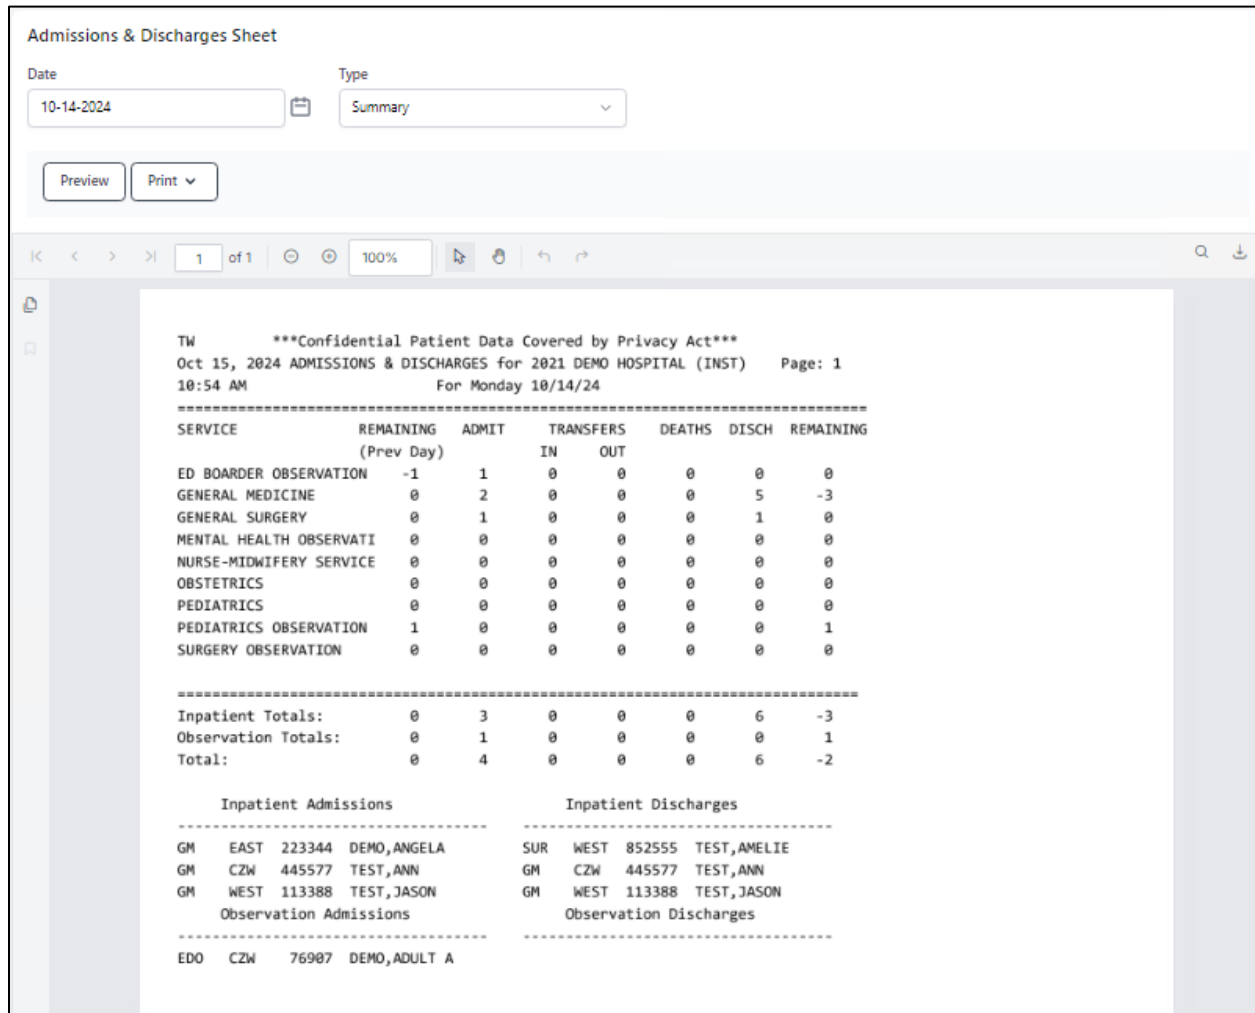 Admissions & Discharges Sheet
Date Type
10-14-2024 Summary
Preview Print
1 of 1 100%
TW ***Confidential Patient Data Covered by Privacy Act***
Oct 15, 2024 ADMISSIONS & DISCHARGES for 2021 DEMO HOSPITAL (INST) Page: 1
10:54 AM For Monday 10/14/24
================================================================================
SERVICE REMAINING ADMIT TRANSFERS DEATHS DISCH REMAINING
(Prev Day) IN OUT
ED BOARDER OBSERVATION -1 1 0 0 0 0 0
GENERAL MEDICINE 0 2 0 0 0 5 -3
GENERAL SURGERY 0 1 0 0 0 1 0
MENTAL HEALTH OBSERVATI 0 0 0 0 0 0 0
NURSE-MIDWIFERY SERVICE 0 0 0 0 0 0 0
OBSTETRICS 0 0 0 0 0 0 0
PEDIATRICS 0 0 0 0 0 0 0
PEDIATRICS OBSERVATION 1 0 0 0 0 0 1
SURGERY OBSERVATION 0 0 0 0 0 0 0
===============================================================================
Inpatient Totals: 0 3 0 0 0 6 -3
Observation Totals: 0 1 0 0 0 0 1
Total: 0 4 0 0 0 6 -2
Inpatient Admissions Inpatient Discharges
------------------------------------ ------------------------------------
GM EAST 223344 DEMO,ANGELA SUR WEST 852555 TEST,AMELIE
GM CZW 445577 TEST,ANN GM CZW 445577 TEST,ANN
GM WEST 113388 TEST,JASON GM WEST 113388 TEST,JASON
Observation Admissions Observation Discharges
------------------------------------ ------------------------------------
EDO CZW 76907 DEMO,ADULT A